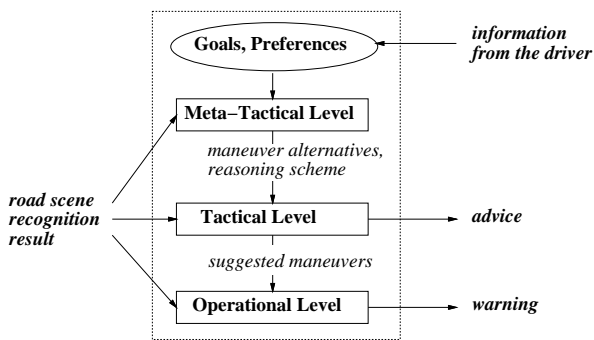 Goals, Preferences
information
from the driver
Meta-Tactical Level
maneuver alternatives,
reasoning scheme
road scene
recognition
result
Tactical Level
advice
suggested maneuvers
Operational Level
warning